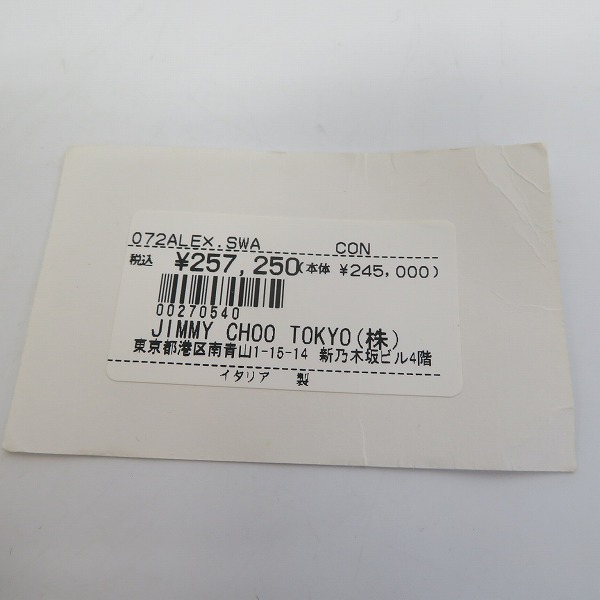 072ALEX.SWA CON
税込 ¥257,250(本体 ¥245,000)
00270540
JIMMY CHOO TOKYO(株)
東京都港区南青山1-15-14 新乃木坂ビル4階
イタリア 製